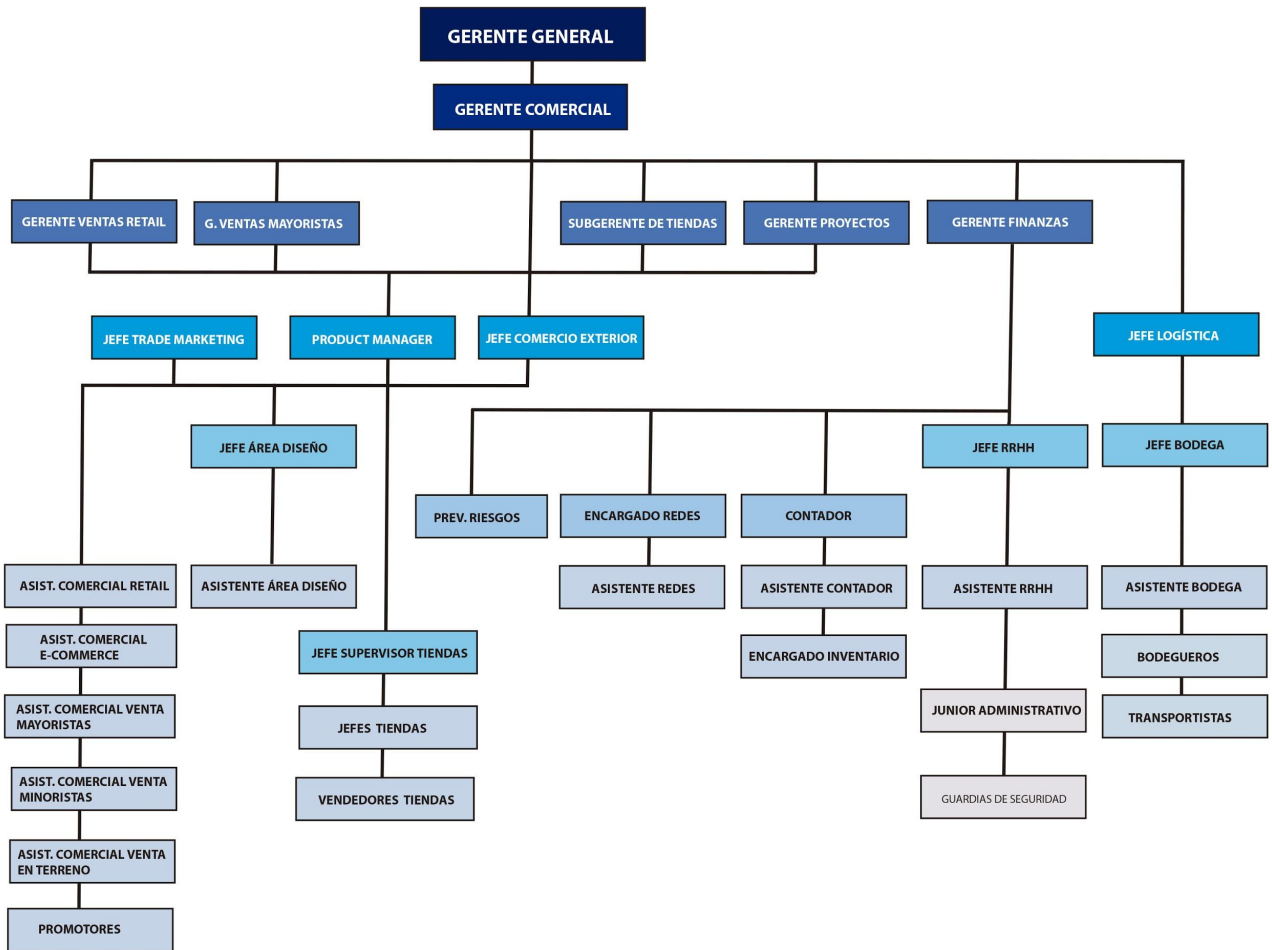 GERENTE GENERAL
GERENTE COMERCIAL
GERENTE VENTAS RETAIL
G. VENTAS MAYORISTAS
SUBGERENTE DE TIENDAS
GERENTE PROYECTOS
GERENTE FINANZAS
JEFE TRADE MARKETING
PRODUCT MANAGER
JEFE COMERCIO EXTERIOR
JEFE LOGÍSTICA
JEFE ÁREA DISEÑO
JEFE RRHH
JEFE BODEGA
PREV. RIESGOS
ENCARGADO REDES
CONTADOR
ASIST. COMERCIAL RETAIL
ASISTENTE ÁREA DISEÑO
ASISTENTE REDES
ASISTENTE CONTADOR
ASISTENTE RRHH
ASISTENTE BODEGA
ASIST. COMERCIAL
E-COMMERCE
JEFE SUPERVISOR TIENDAS
ENCARGADO INVENTARIO
BODEGUEROS
ASIST. COMERCIAL VENTA
MAYORISTAS
JEFES TIENDAS
JUNIOR ADMINISTRATIVO
TRANSPORTISTAS
ASIST. COMERCIAL VENTA
MINORISTAS
VENDEDORES TIENDAS
GUARDIAS DE SEGURIDAD
ASIST. COMERCIAL VENTA
EN TERRENO
PROMOTORES